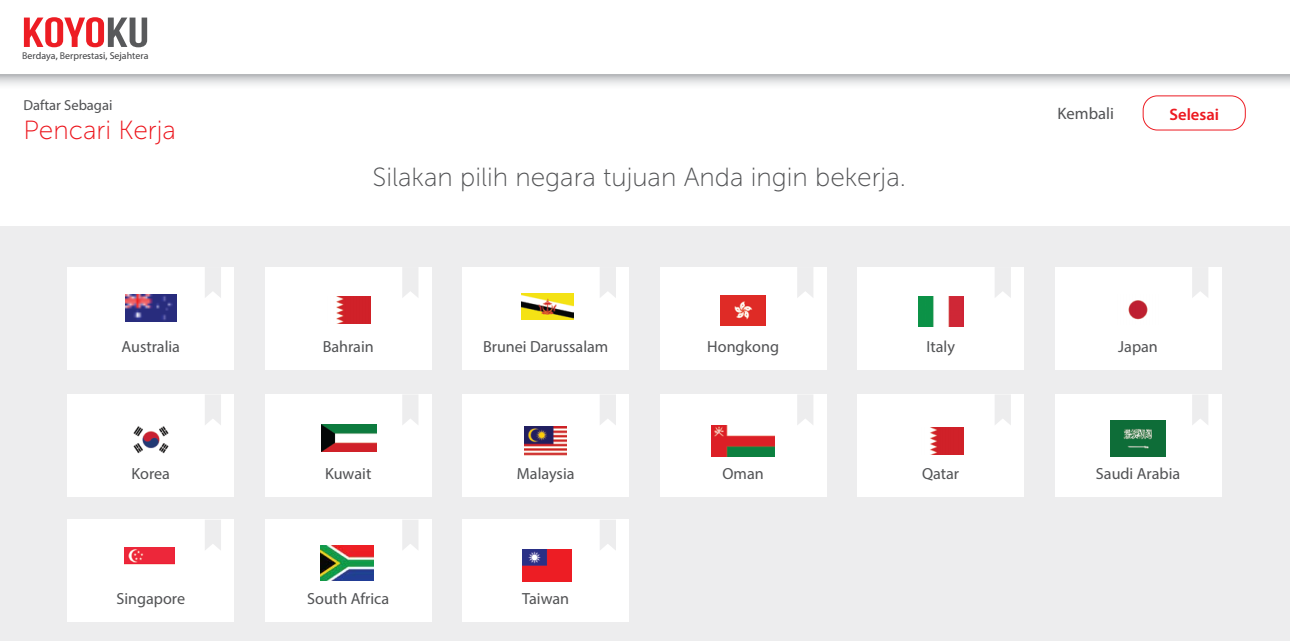 KOYOKU
Berdaya, Berprestasi, Sejahtera
Daftar Sebagai
Pencari Kerja
Kembali
Selesai
Silakan pilih negara tujuan Anda ingin bekerja.
Australia
Bahrain
Brunei Darussalam
Hongkong
Italy
Japan
Korea
Kuwait
Malaysia
Oman
Qatar
Saudi Arabia
Singapore
South Africa
Taiwan